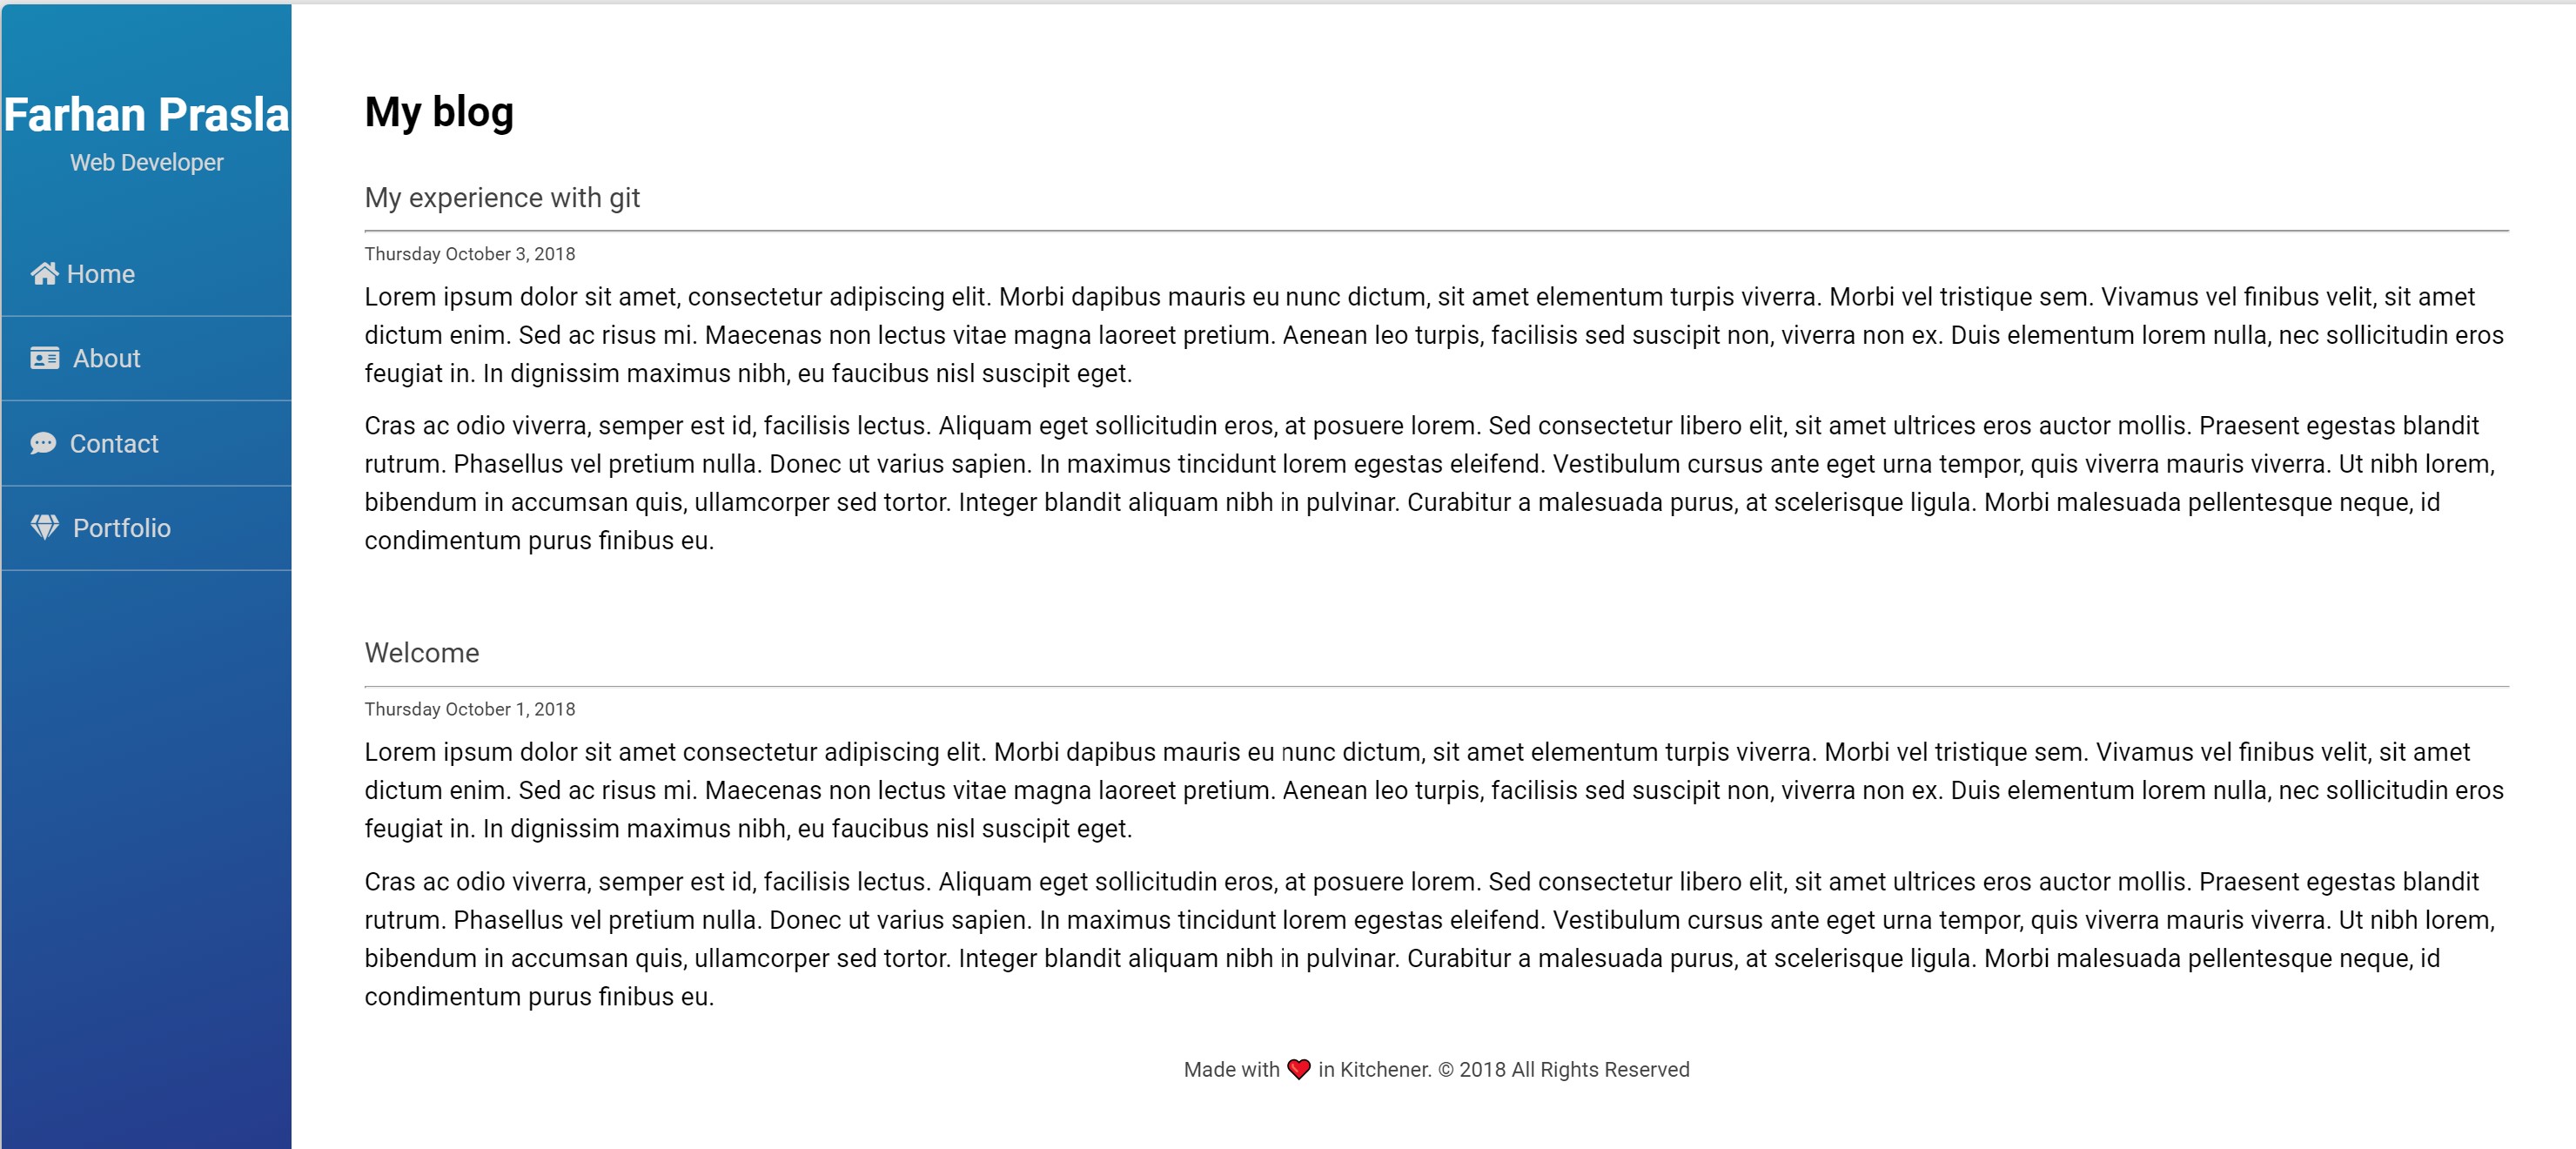 Farhan Prasla
Web Developer
Home
About
Contact
Portfolio
My blog
My experience with git
Thursday October 3, 2018
Lorem ipsum dolor sit amet, consectetur adipiscing elit. Morbi dapibus mauris eu nunc dictum, sit amet elementum turpis viverra. Morbi vel tristique sem. Vivamus vel finibus velit, sit amet
dictum enim. Sed ac risus mi. Maecenas non lectus vitae magna laoreet pretium. Aenean leo turpis, facilisis sed suscipit non, viverra non ex. Duis elementum lorem nulla, nec sollicitudin eros
feugiat in. In dignissim maximus nibh, eu faucibus nisl suscipit eget.
Cras ac odio viverra, semper est id, facilisis lectus. Aliquam eget sollicitudin eros, at posuere lorem. Sed consectetur libero elit, sit amet ultrices eros auctor mollis. Praesent egestas blandit
rutrum. Phasellus vel pretium nulla. Donec ut varius sapien. In maximus tincidunt lorem egestas eleifend. Vestibulum cursus ante eget urna tempor, quis viverra mauris viverra. Ut nibh lorem,
bibendum in accumsan quis, ullamcorper sed tortor. Integer blandit aliquam nibh in pulvinar. Curabitur a malesuada purus, at scelerisque ligula. Morbi malesuada pellentesque neque, id
condimentum purus finibus eu.
Welcome
Thursday October 1, 2018
Lorem ipsum dolor sit amet consectetur adipiscing elit. Morbi dapibus mauris eu nunc dictum, sit amet elementum turpis viverra. Morbi vel tristique sem. Vivamus vel finibus velit, sit amet
dictum enim. Sed ac risus mi. Maecenas non lectus vitae magna laoreet pretium. Aenean leo turpis, facilisis sed suscipit non, viverra non ex. Duis elementum lorem nulla, nec sollicitudin eros
feugiat in. In dignissim maximus nibh, eu faucibus nisl suscipit eget.
Cras ac odio viverra, semper est id, facilisis lectus. Aliquam eget sollicitudin eros, at posuere lorem. Sed consectetur libero elit, sit amet ultrices eros auctor mollis. Praesent egestas blandit
rutrum. Phasellus vel pretium nulla. Donec ut varius sapien. In maximus tincidunt lorem egestas eleifend. Vestibulum cursus ante eget urna tempor, quis viverra mauris viverra. Ut nibh lorem,
bibendum in accumsan quis, ullamcorper sed tortor. Integer blandit aliquam nibh in pulvinar. Curabitur a malesuada purus, at scelerisque ligula. Morbi malesuada pellentesque neque, id
condimentum purus finibus eu.
Made with ❤️ in Kitchener. © 2018 All Rights Reserved